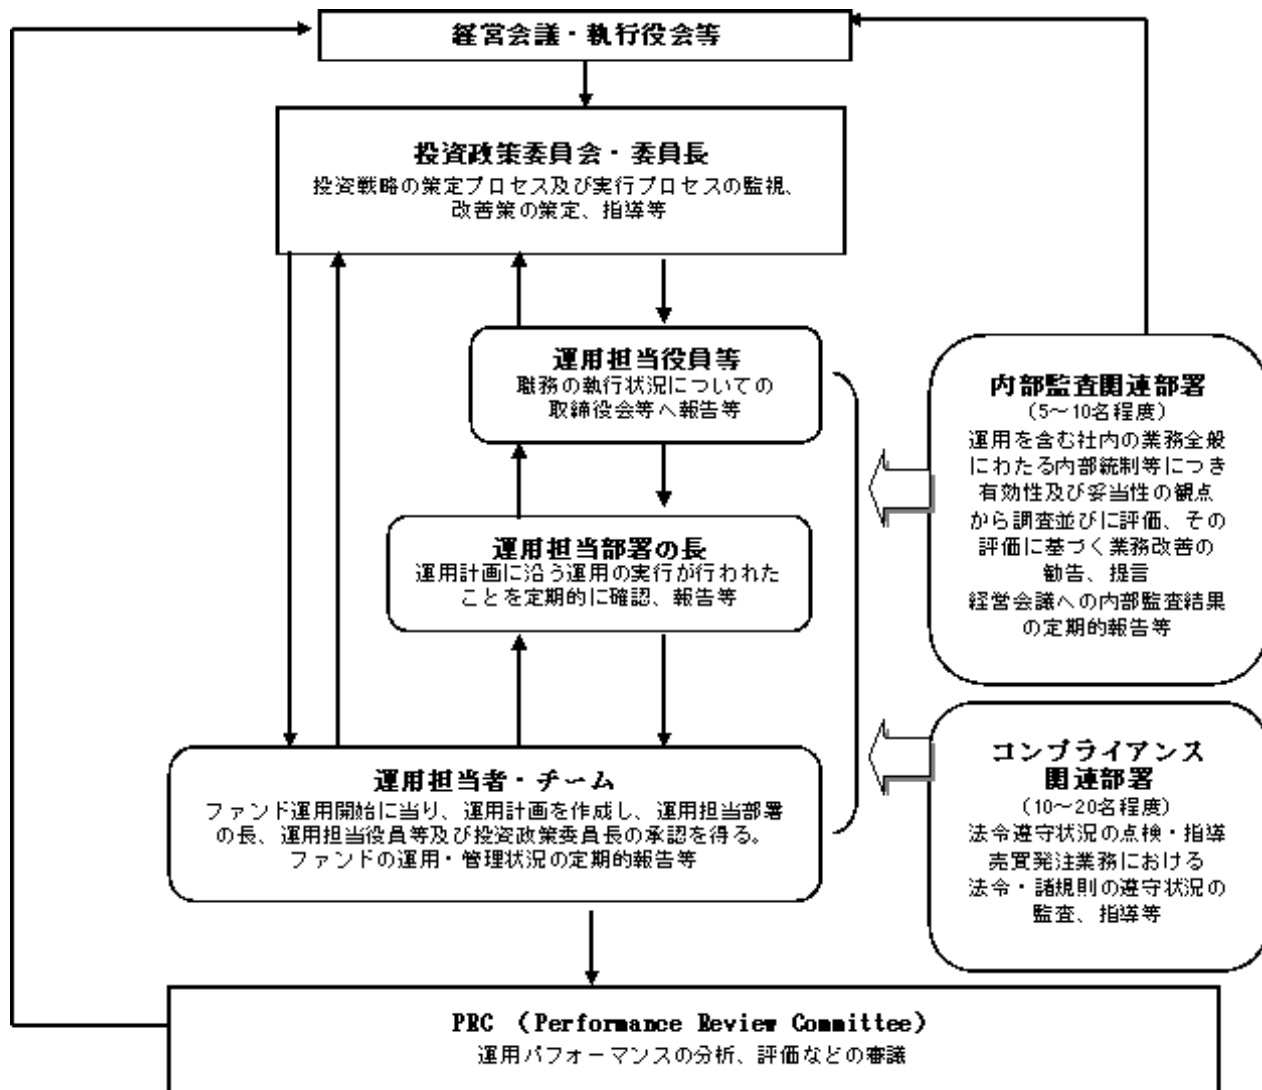 経営会議・執行役会等
投資政策委員会・委員長
投資戦略の策定プロセス及び実行プロセスの監視、
改善策の策定、指導等
運用担当役員等
職務の執行状況についての
取締役会等へ報告等
運用担当部署の長
運用計画に沿う運用の実行が行われた
ことを定期的に確認、報告等
運用担当者・チーム
ファンド運用開始に当り、運用計画を作成し、運用担当部署
の長、運用担当役員等及び投資政策委員長の承認を得る。
ファンドの運用・管理状況の定期的報告等
内部監査関連部署
（5～10名程度）
運用を含む社内の業務全般
にわたる内部統制等につき
有効性及び妥当性の観点
から調査並びに評価、その
評価に基づく業務改善の
勧告、提言
経営会議への内部監査結果
の定期的報告等
コンプライアンス
関連部署
（10～20名程度）
法令遵守状況の点検・指導
売買発注業務における
法令・諸規則の遵守状況の
監査、指導等
PRC （Performance Review Committee）
運用パフォーマンスの分析、評価などの審議